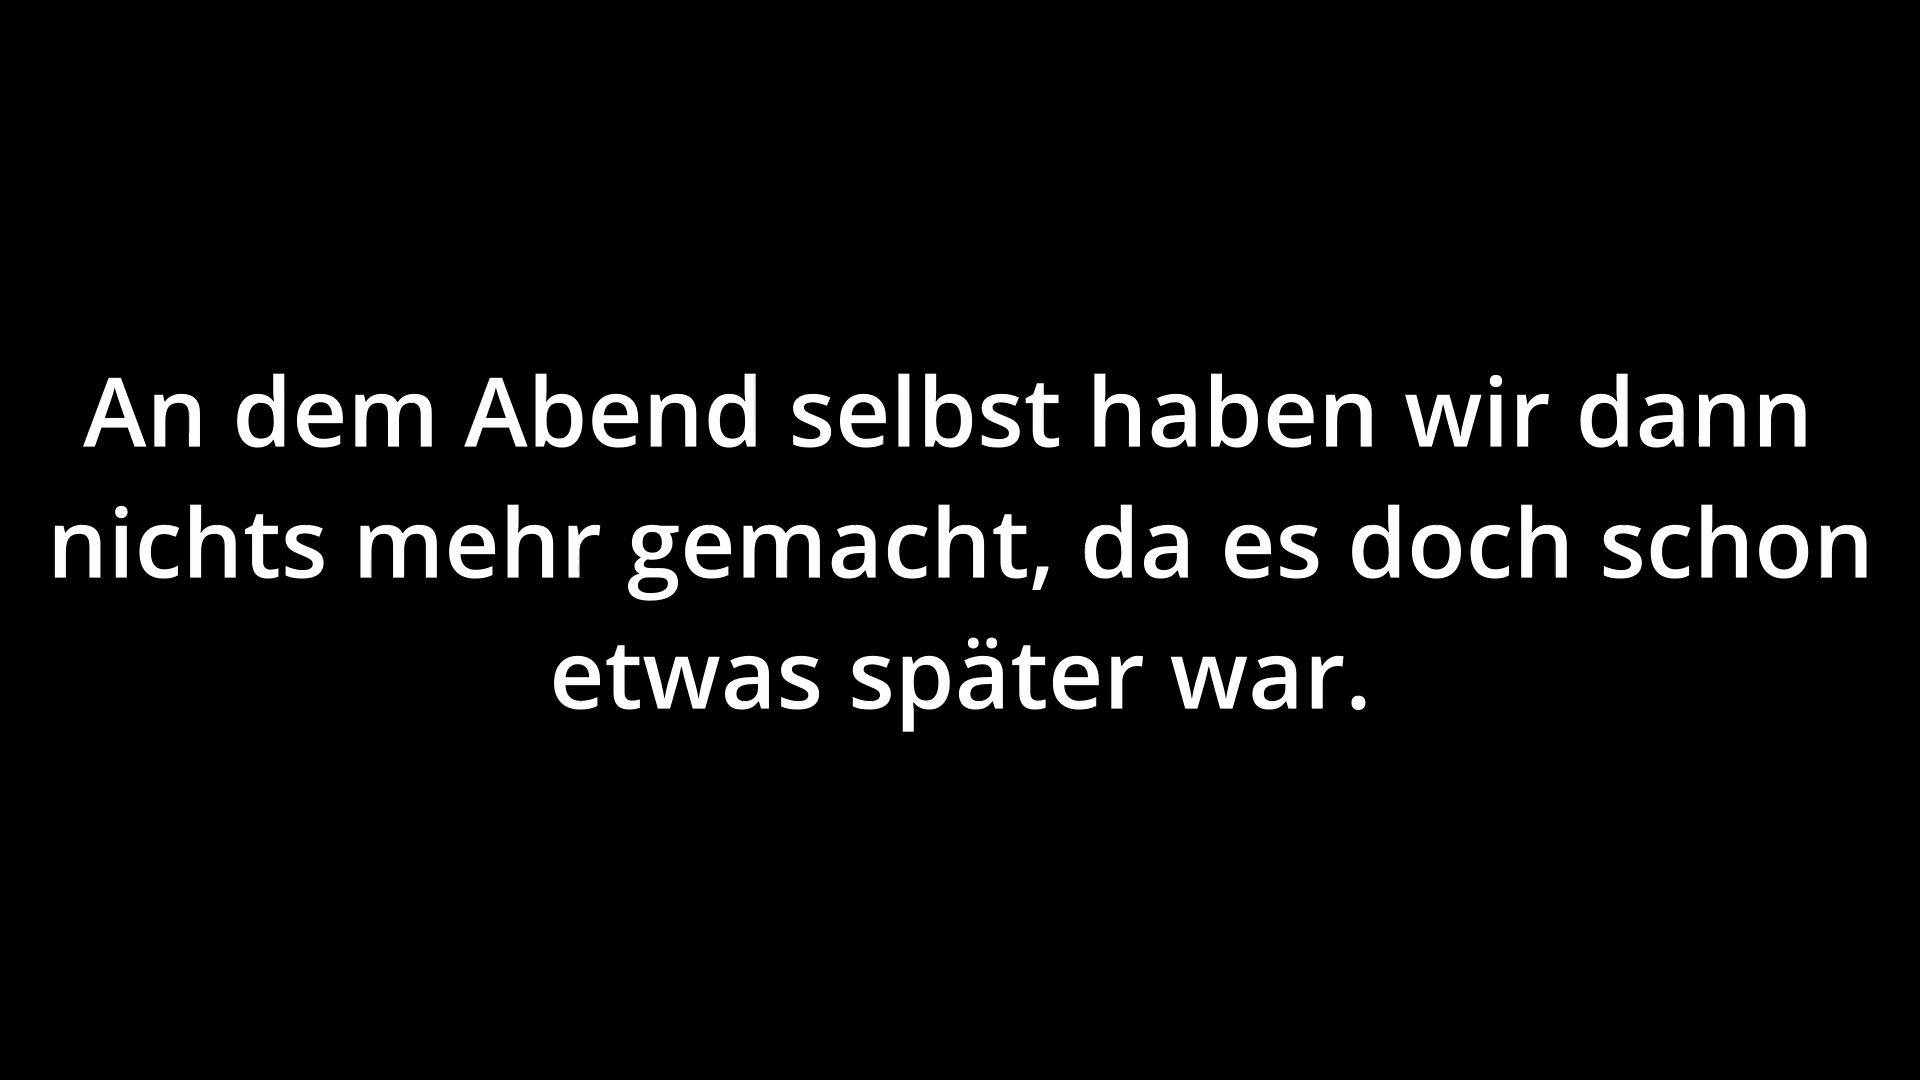 An dem Abend selbst haben wir dann
nichts mehr gemacht, da es doch schon
etwas später war.